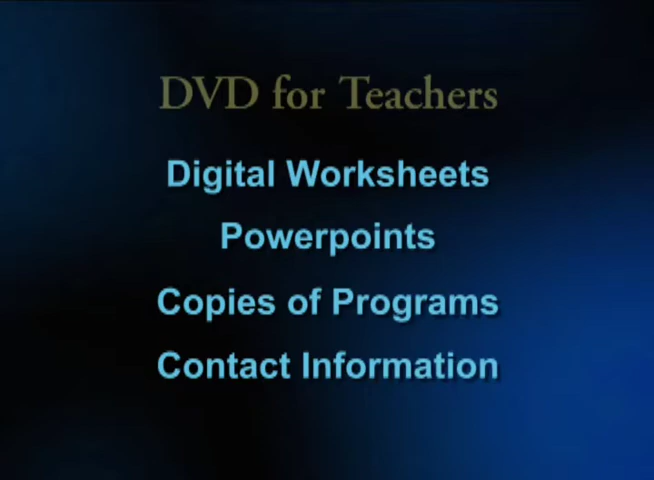 DVD for Teachers
Digital Worksheets
Powerpoints
Copies of Programs
Contact Information